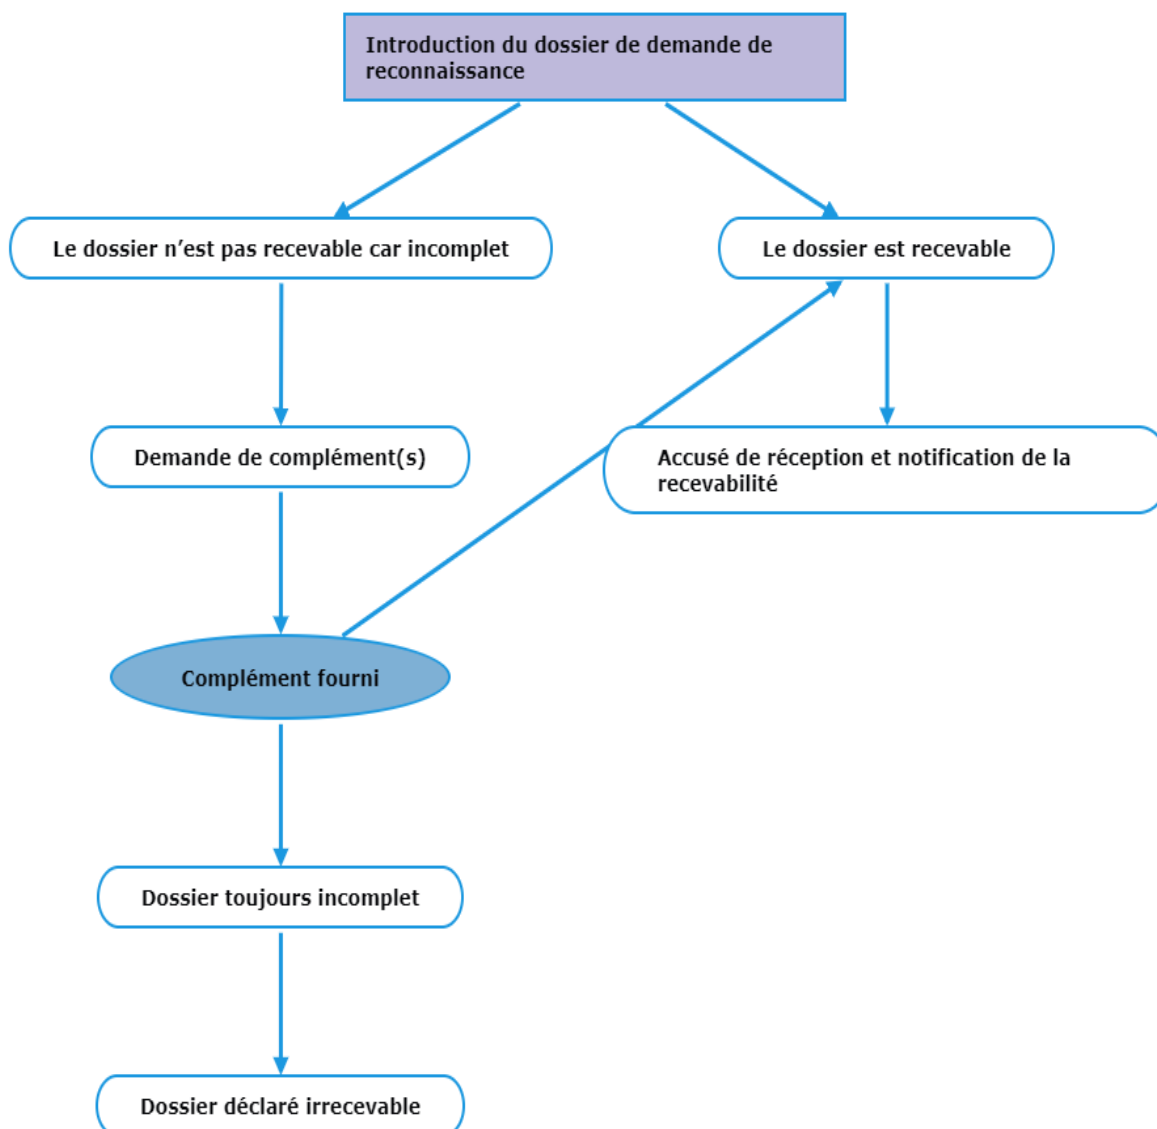 Introduction du dossier de demande de
reconnaissance
Le dossier n’est pas recevable car incomplet
Le dossier est recevable
Demande de complément(s)
Accusé de réception et notification de la
recevabilité
Complément fourni
Dossier toujours incomplet
Dossier déclaré irrecevable